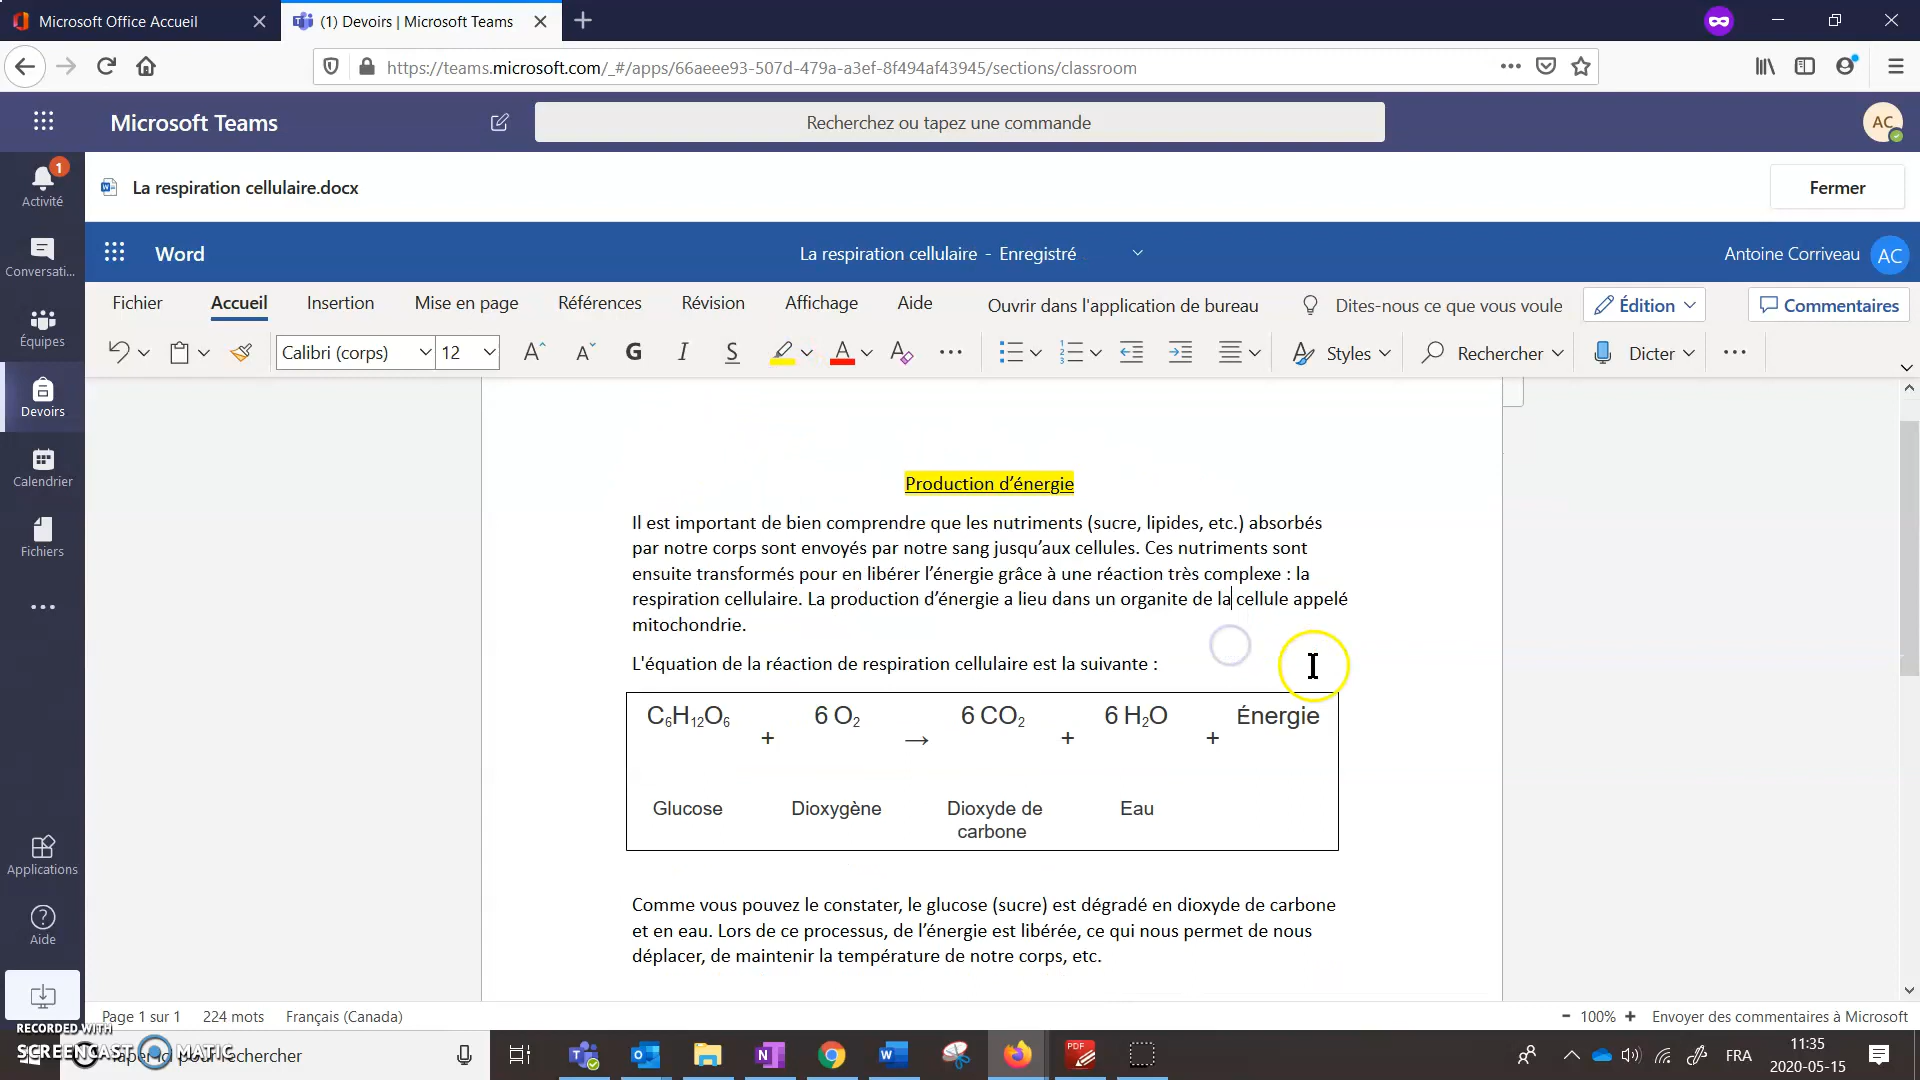 Microsoft Office Accueil
(1) Devoirs | Microsoft Teams
https://teams.microsoft.com/_#/apps/66aeee93-507d-479a-a3ef-8f494af43945/sections/classroom
Microsoft Teams
Recherchez ou tapez une commande
AC
1
Activité
Conversati...
Équipes
Devoirs
Calendrier
Fichiers
Applications
Aide
La respiration cellulaire.docx
Fermer
Word
La respiration cellulaire - Enregistré
Antoine Corriveau
AC
Fichier
Accueil
Insertion
Mise en page
Références
Révision
Affichage
Aide
Ouvrir dans l'application de bureau
Dites-nous ce que vous voule
Édition
Commentaires
Calibri (corps)
12
G
I
S
Styles
Rechercher
Dicter
Production d’énergie
Il est important de bien comprendre que les nutriments (sucre, lipides, etc.) absorbés
par notre corps sont envoyés par notre sang jusqu’aux cellules. Ces nutriments sont
ensuite transformés pour en libérer l’énergie grâce à une réaction très complexe : la
respiration cellulaire. La production d’énergie a lieu dans un organite de la cellule appelé
mitochondrie.
L'équation de la réaction de respiration cellulaire est la suivante :
C₆H₁₂O₆ + 6 O₂ → 6 CO₂ + 6 H₂O + Énergie
Glucose Dioxygène Dioxyde de Eau
carbone
Comme vous pouvez le constater, le glucose (sucre) est dégradé en dioxyde de carbone
et en eau. Lors de ce processus, de l’énergie est libérée, ce qui nous permet de nous
déplacer, de maintenir la température de notre corps, etc.
Page 1 sur 1
224 mots
Français (Canada)
100%
Envoyer des commentaires à Microsoft
RECORDED WITH
SCREENCAST MATIC
pour rechercher
PDF
FRA
11:35
2020-05-15